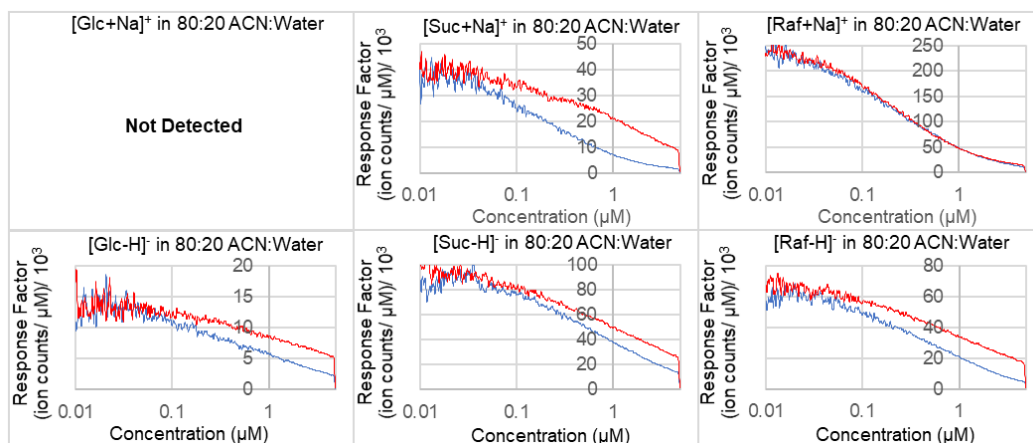 [Glc+Na]⁺ in 80:20 ACN:Water
Not Detected
[Suc+Na]⁺ in 80:20 ACN:Water
Response Factor
(ion counts/ µM)/ 10³
50
40
30
20
10
0
0.01
0.1
1
Concentration (µM)
[Raf+Na]⁺ in 80:20 ACN:Water
Response Factor
(ion counts/ µM)/ 10³
250
200
150
100
50
0
0.01
0.1
1
Concentration (µM)
[Glc-H]⁻ in 80:20 ACN:Water
Response Factor
(ion counts/ µM)/ 10³
20
15
10
5
0
0.01
0.1
1
Concentration (µM)
[Suc-H]⁻ in 80:20 ACN:Water
Response Factor
(ion counts/ µM)/ 10³
100
80
60
40
20
0
0.01
0.1
1
Concentration (µM)
[Raf-H]⁻ in 80:20 ACN:Water
Response Factor
(ion counts/ µM)/ 10³
80
60
40
20
0
0.01
0.1
1
Concentration (µM)